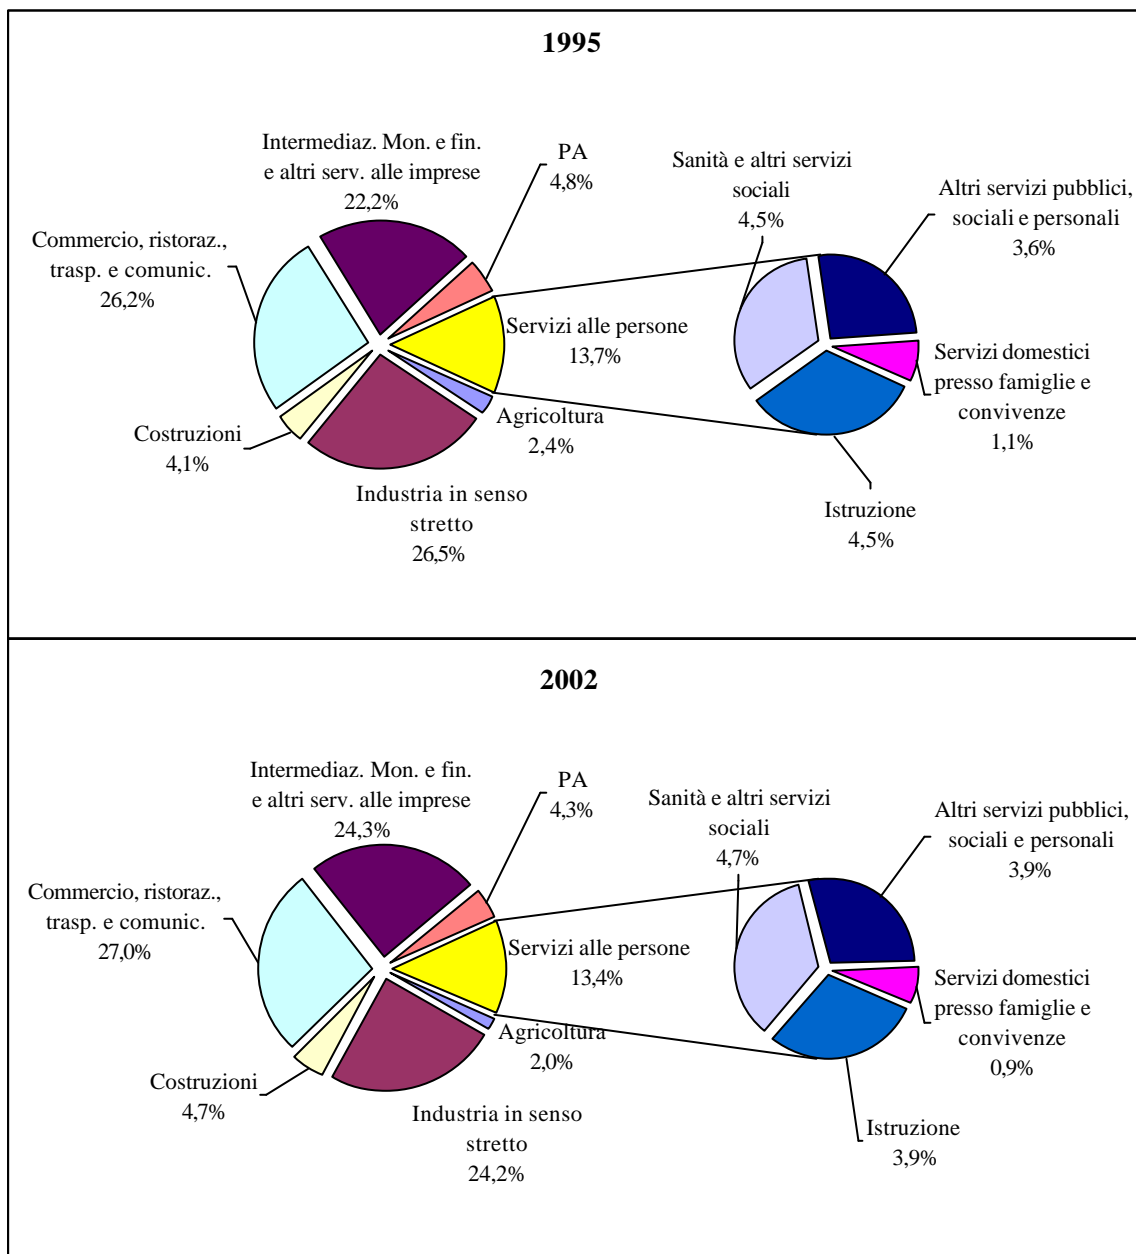 1995
Intermediaz. Mon. e fin.
e altri serv. alle imprese
22,2%
PA
4,8%
Sanità e altri servizi
sociali
4,5%
Altri servizi pubblici,
sociali e personali
3,6%
Commercio, ristoraz.,
trasp. e comunic.
26,2%
Servizi alle persone
13,7%
Servizi domestici
presso famiglie e
convivenze
1,1%
Costruzioni
4,1%
Agricoltura
2,4%
Industria in senso
stretto
26,5%
Istruzione
4,5%
2002
Intermediaz. Mon. e fin.
e altri serv. alle imprese
24,3%
PA
4,3%
Sanità e altri servizi
sociali
4,7%
Altri servizi pubblici,
sociali e personali
3,9%
Commercio, ristoraz.,
trasp. e comunic.
27,0%
Servizi alle persone
13,4%
Servizi domestici
presso famiglie e
convivenze
0,9%
Costruzioni
4,7%
Agricoltura
2,0%
Industria in senso
stretto
24,2%
Istruzione
3,9%